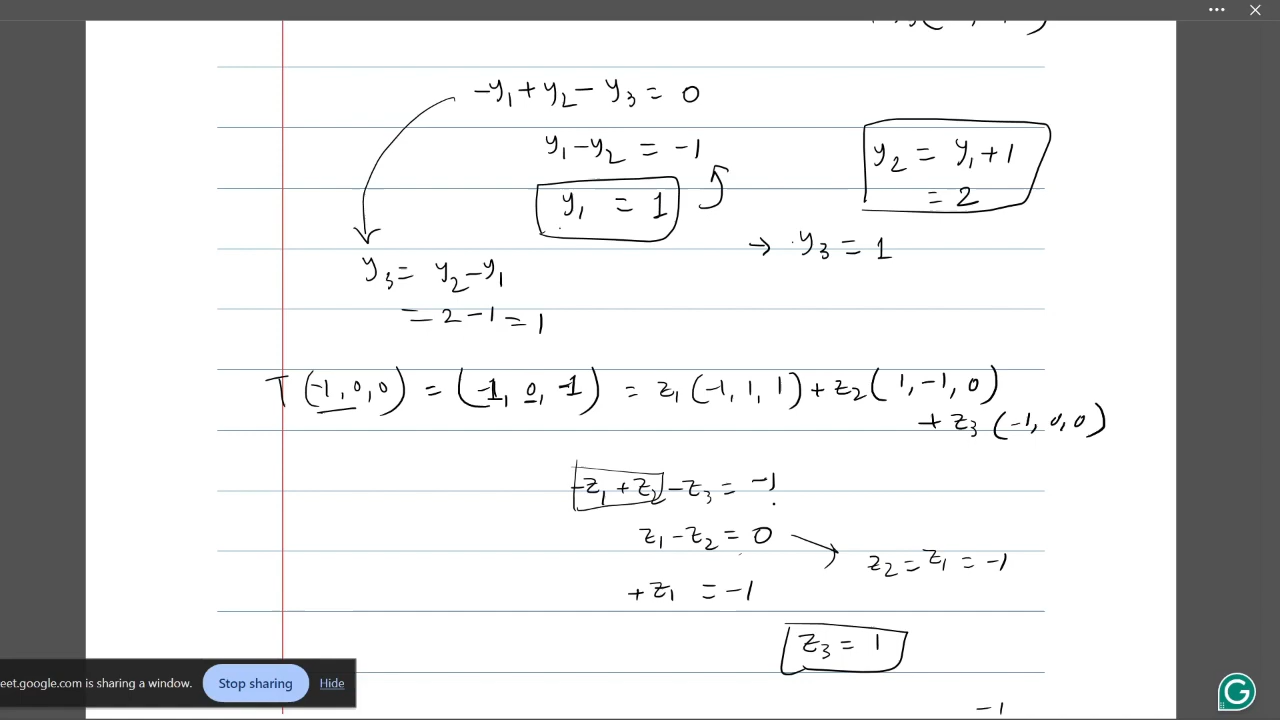 -y₁ + y₂ - y₃ = 0
y₁ - y₂ = -1
y₂ = y₁ + 1
= 2
y₁ = 1
→ y₃ = 1
y₃ = y₂ - y₁
= 2 - 1 = 1
T (-1, 0, 0) = (-1, 0, -1) = z₁ (-1, 1, 1) + z₂ (1, -1, 0)
+ z₃ (-1, 0, 0)
-z₁ + z₂ - z₃ = -1
z₁ - z₂ = 0
z₂ = z₁ = -1
+ z₁ = -1
z₃ = 1
eet.google.com is sharing a window. Stop sharing Hide
-1